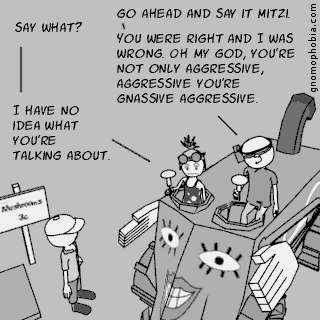 SAY WHAT?
GO AHEAD AND SAY IT MITZI.
YOU WERE RIGHT AND I WAS
WRONG. OH MY GOD, YOU'RE
NOT ONLY AGGRESSIVE,
AGGRESSIVE YOU'RE
GNASSIVE AGGRESSIVE.
I HAVE NO
IDEA WHAT
YOU'RE
TALKING ABOUT.
Mushrooms
3c
gnomophobia.com